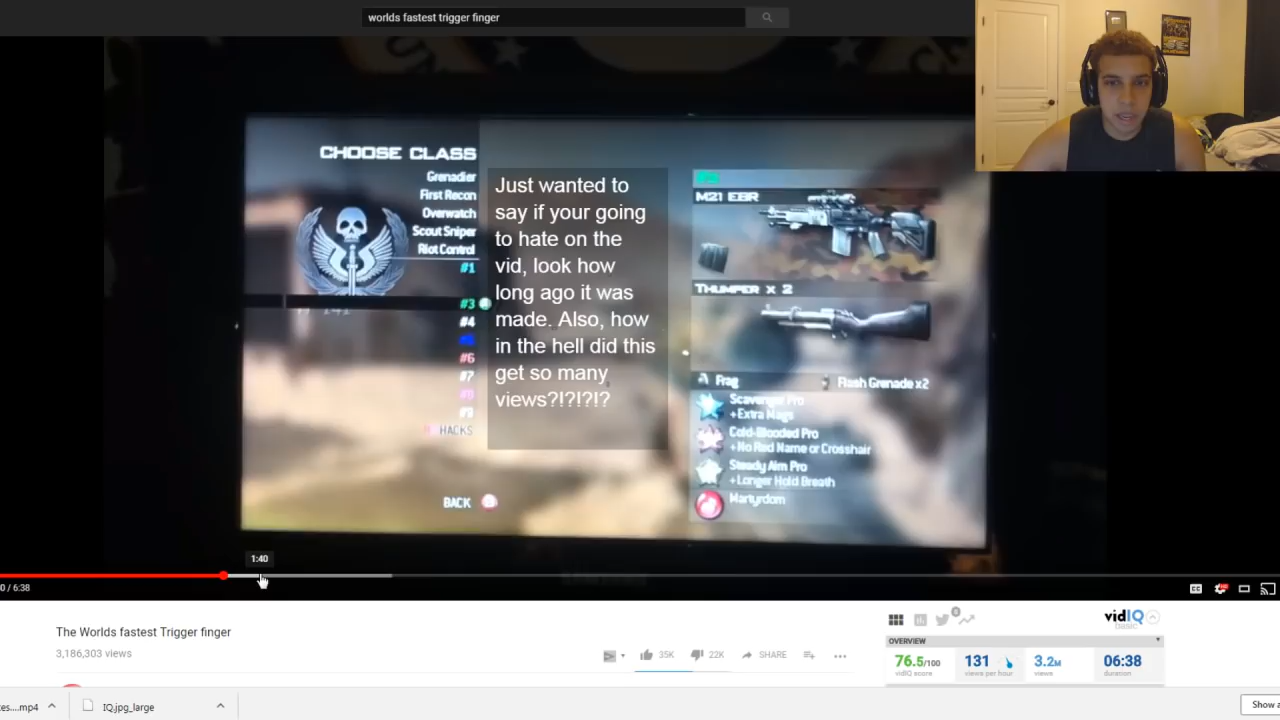 worlds fastest trigger finger
CHOOSE CLASS
Grenadier
First Recon
Overwatch
Scout Sniper
Riot Control
#1
#3
#4
#6
#7
HACKS
BACK
Just wanted to
say if your going
to hate on the
vid, look how
long ago it was
made. Also, how
in the hell did this
get so many
views?!?!?!?
M21 EBR
THUMPER x 2
Frag
Flash Grenade x2
Scavenger Pro
+Extra Mags
Cold-Blooded Pro
+No Red Name or Crosshair
Steady Aim Pro
+Longer Hold Breath
Martyrdom
1:40
0 / 6:38
CC
The Worlds fastest Trigger finger
3,186,303 views
35K
22K
SHARE
0
vidIQ
basic
OVERVIEW
76.5/100
vidIQ score
131
views per hour
3.2M
views
06:38
duration
es....mp4
IQ.jpg_large
Show a